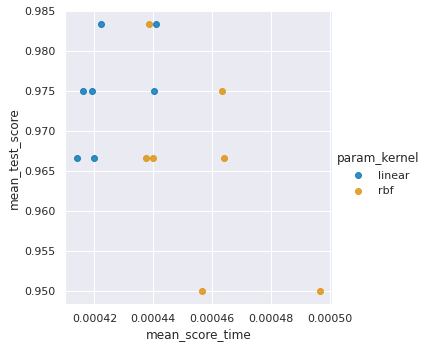 0.985
0.980
0.975
0.970
0.965
0.960
0.955
0.950
mean_test_score
0.00042
0.00044
0.00046
0.00048
0.00050
mean_score_time
param_kernel
linear
rbf